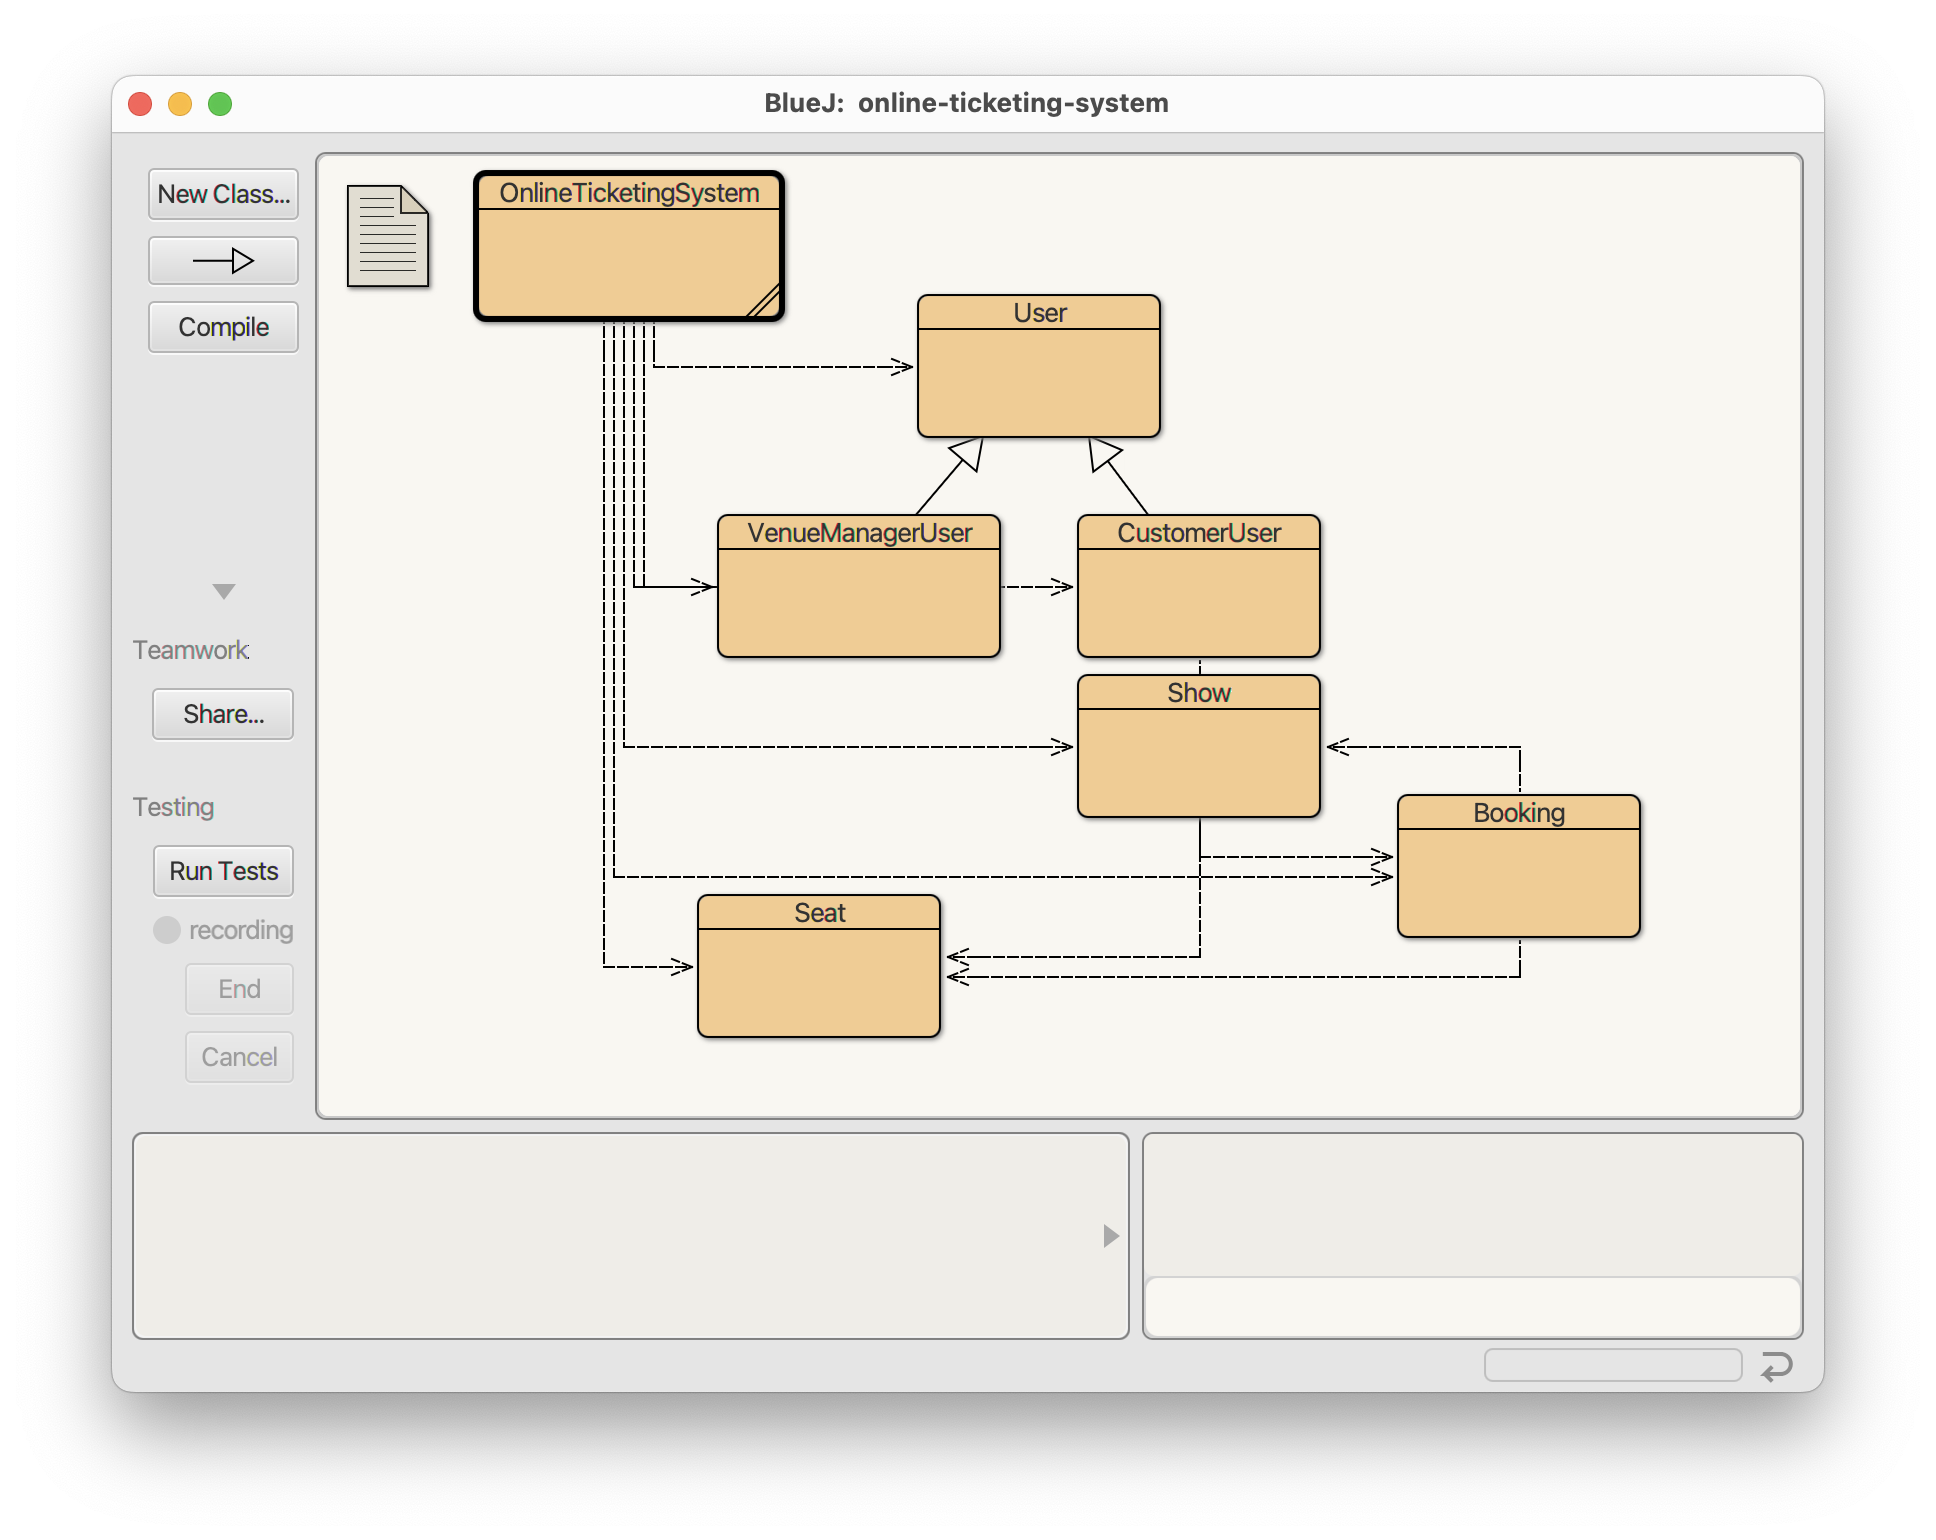 BlueJ: online-ticketing-system
New Class...
Compile
Teamwork:
Share...
Testing
Run Tests
recording
End
Cancel
OnlineTicketingSystem
User
VenueManagerUser
CustomerUser
Show
Booking
Seat